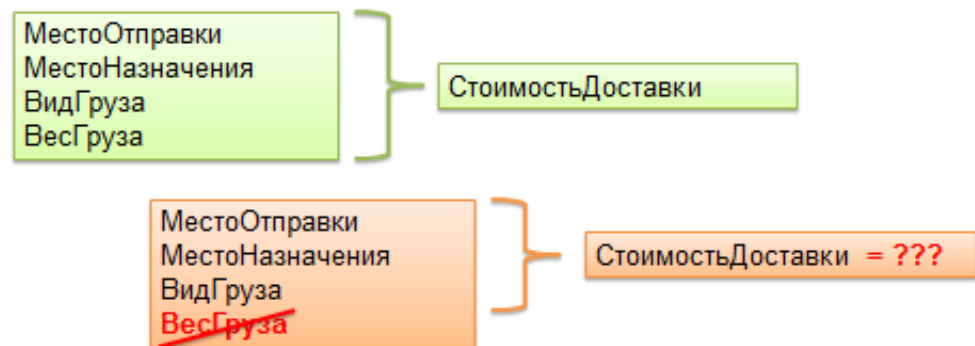 МестоОтправки
МестоНазначения
ВидГруза
ВесГруза
СтоимостьДоставки
МестоОтправки
МестоНазначения
ВидГруза
ВесГруза
СтоимостьДоставки = ???